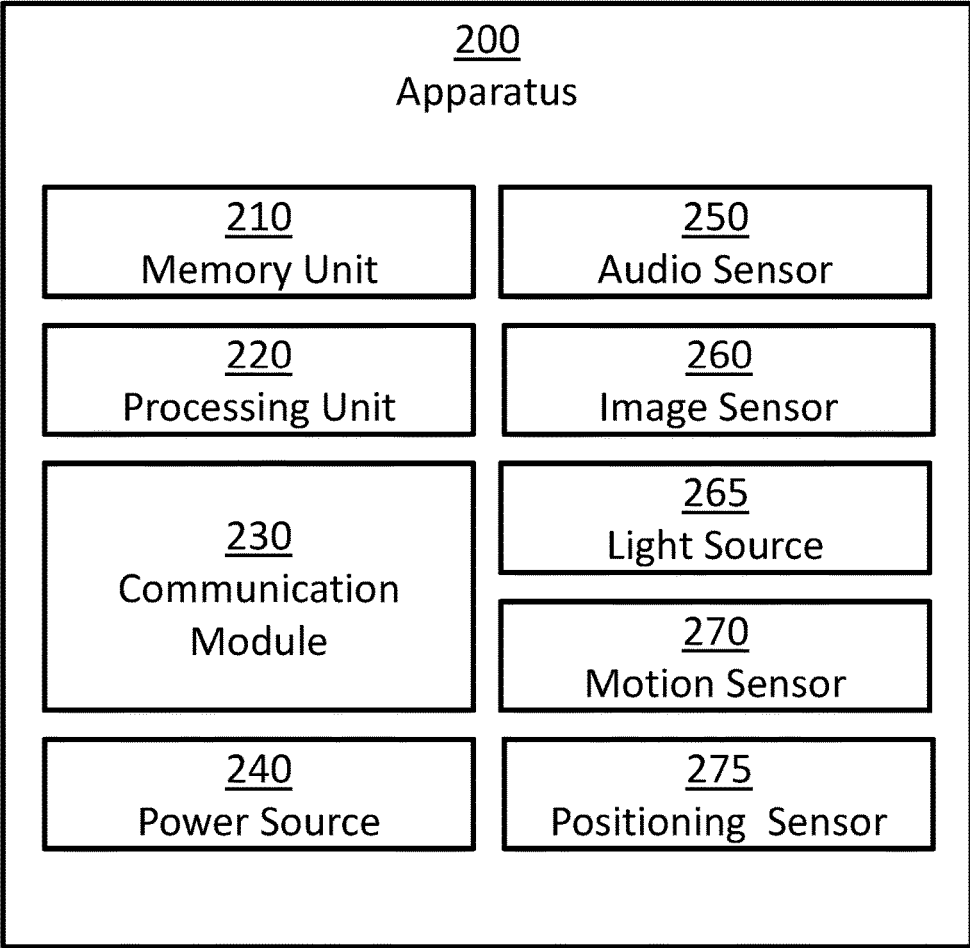 200
Apparatus
210
Memory Unit
220
Processing Unit
230
Communication
Module
240
Power Source
250
Audio Sensor
260
Image Sensor
265
Light Source
270
Motion Sensor
275
Positioning  Sensor